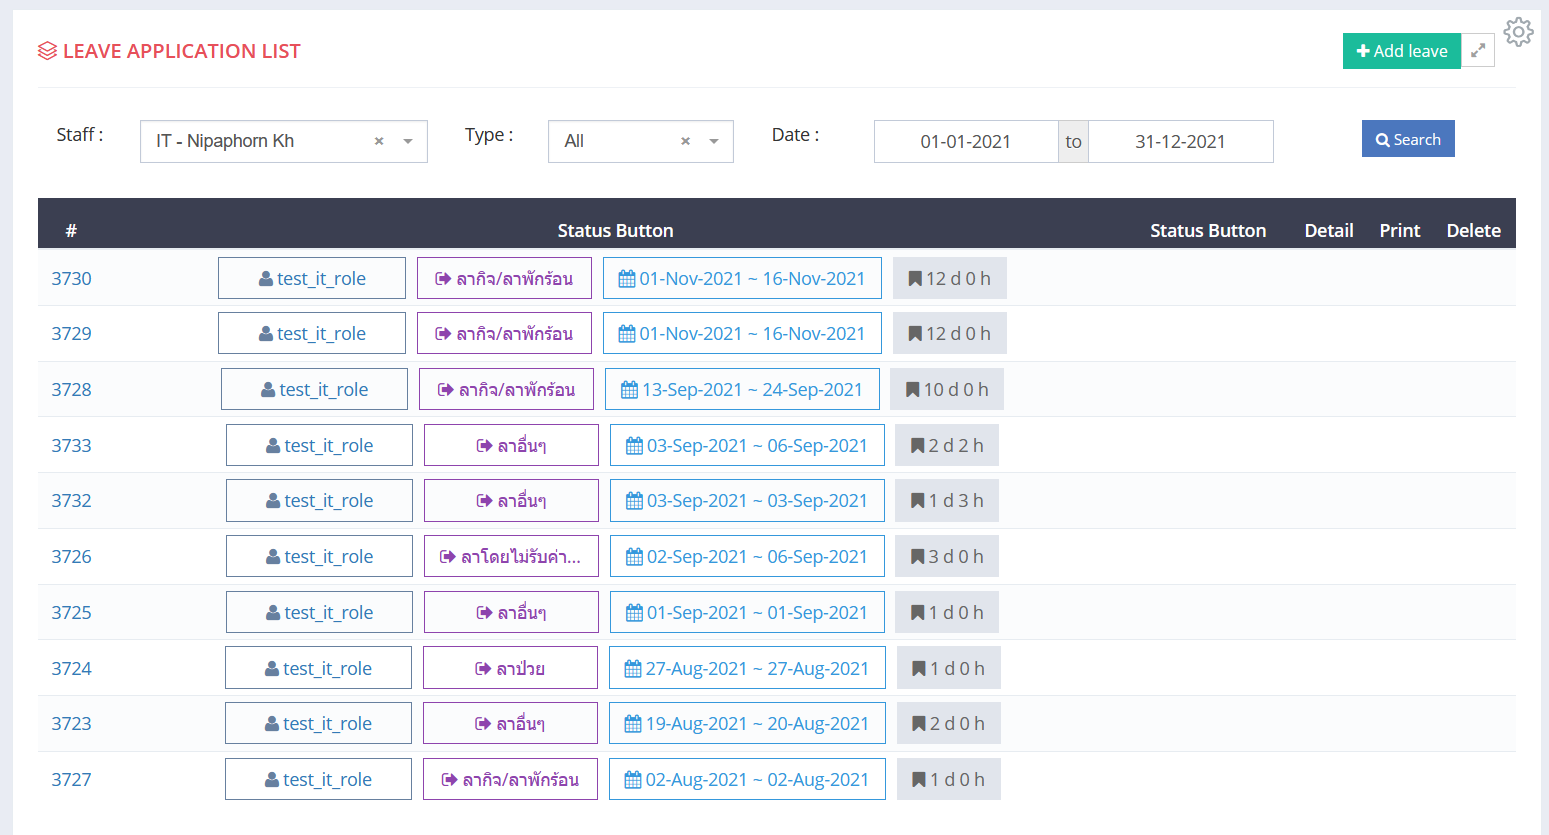 LEAVE APPLICATION LIST
Add leave
Staff : IT - Nipaphorn Kh × Type : All × Date : 01-01-2021 to 31-12-2021 Search
# Status Button Status Button Detail Print Delete
3730 test_it_role ลากิจ/ลาพักร้อน 01-Nov-2021 ~ 16-Nov-2021 12 d 0 h
3729 test_it_role ลากิจ/ลาพักร้อน 01-Nov-2021 ~ 16-Nov-2021 12 d 0 h
3728 test_it_role ลากิจ/ลาพักร้อน 13-Sep-2021 ~ 24-Sep-2021 10 d 0 h
3733 test_it_role ลาอื่นๆ 03-Sep-2021 ~ 06-Sep-2021 2 d 2 h
3732 test_it_role ลาอื่นๆ 03-Sep-2021 ~ 03-Sep-2021 1 d 3 h
3726 test_it_role ลาโดยไม่รับค่า... 02-Sep-2021 ~ 06-Sep-2021 3 d 0 h
3725 test_it_role ลาอื่นๆ 01-Sep-2021 ~ 01-Sep-2021 1 d 0 h
3724 test_it_role ลาป่วย 27-Aug-2021 ~ 27-Aug-2021 1 d 0 h
3723 test_it_role ลาอื่นๆ 19-Aug-2021 ~ 20-Aug-2021 2 d 0 h
3727 test_it_role ลากิจ/ลาพักร้อน 02-Aug-2021 ~ 02-Aug-2021 1 d 0 h